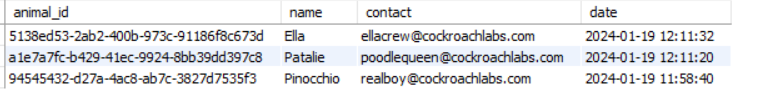 animal_id name contact date
5138ed53-2ab2-400b-973c-91186f8c673d Ella ellacrew@cockroachlabs.com 2024-01-19 12:11:32
a1e7a7fc-b429-41ec-9924-8bb39dd397c8 Patalie poodlequeen@cockroachlabs.com 2024-01-19 12:11:20
94545432-d27a-4ac8-ab7c-3827d7535f3 Pinocchio realboy@cockroachlabs.com 2024-01-19 11:58:40